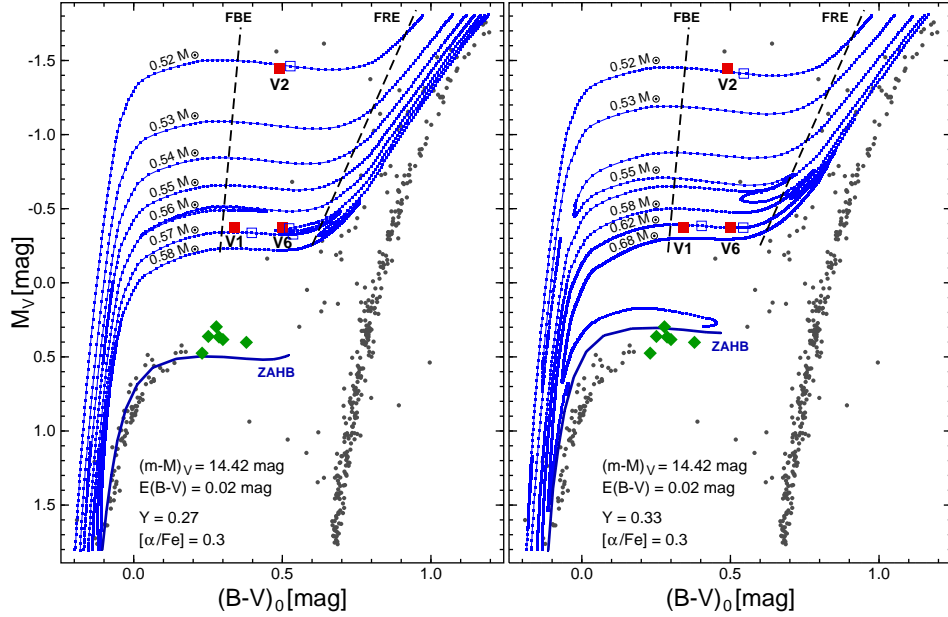 FBE FRE
0.52 M⊙
V2
0.53 M⊙
0.54 M⊙
0.55 M⊙
0.56 M⊙
0.57 M⊙
V1 V6
0.58 M⊙
ZAHB
(m-M)V = 14.42 mag
E(B-V) = 0.02 mag
Y = 0.27
[α/Fe] = 0.3
-1.5
-1.0
-0.5
0.0
0.5
1.0
1.5
MV [mag]
0.0 0.5 1.0
(B-V)0 [mag]
FBE FRE
0.52 M⊙
V2
0.53 M⊙
0.55 M⊙
0.58 M⊙
0.62 M⊙
V1 V6
0.68 M⊙
ZAHB
(m-M)V = 14.42 mag
E(B-V) = 0.02 mag
Y = 0.33
[α/Fe] = 0.3
0.0 0.5 1.0
(B-V)0 [mag]